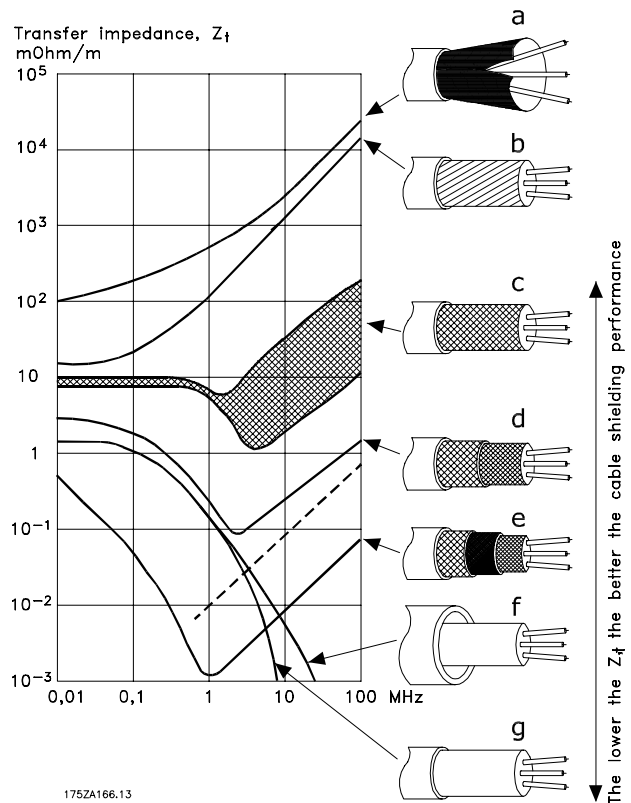 Transfer impedance, Zt
mOhm/m
10⁵
10⁴
10³
10²
10
1
10⁻¹
10⁻²
10⁻³
0,01 0,1 1 10 100 MHz
a
b
c
d
e
f
g
The lower the Zt the better the cable shielding performance
175ZA166.13